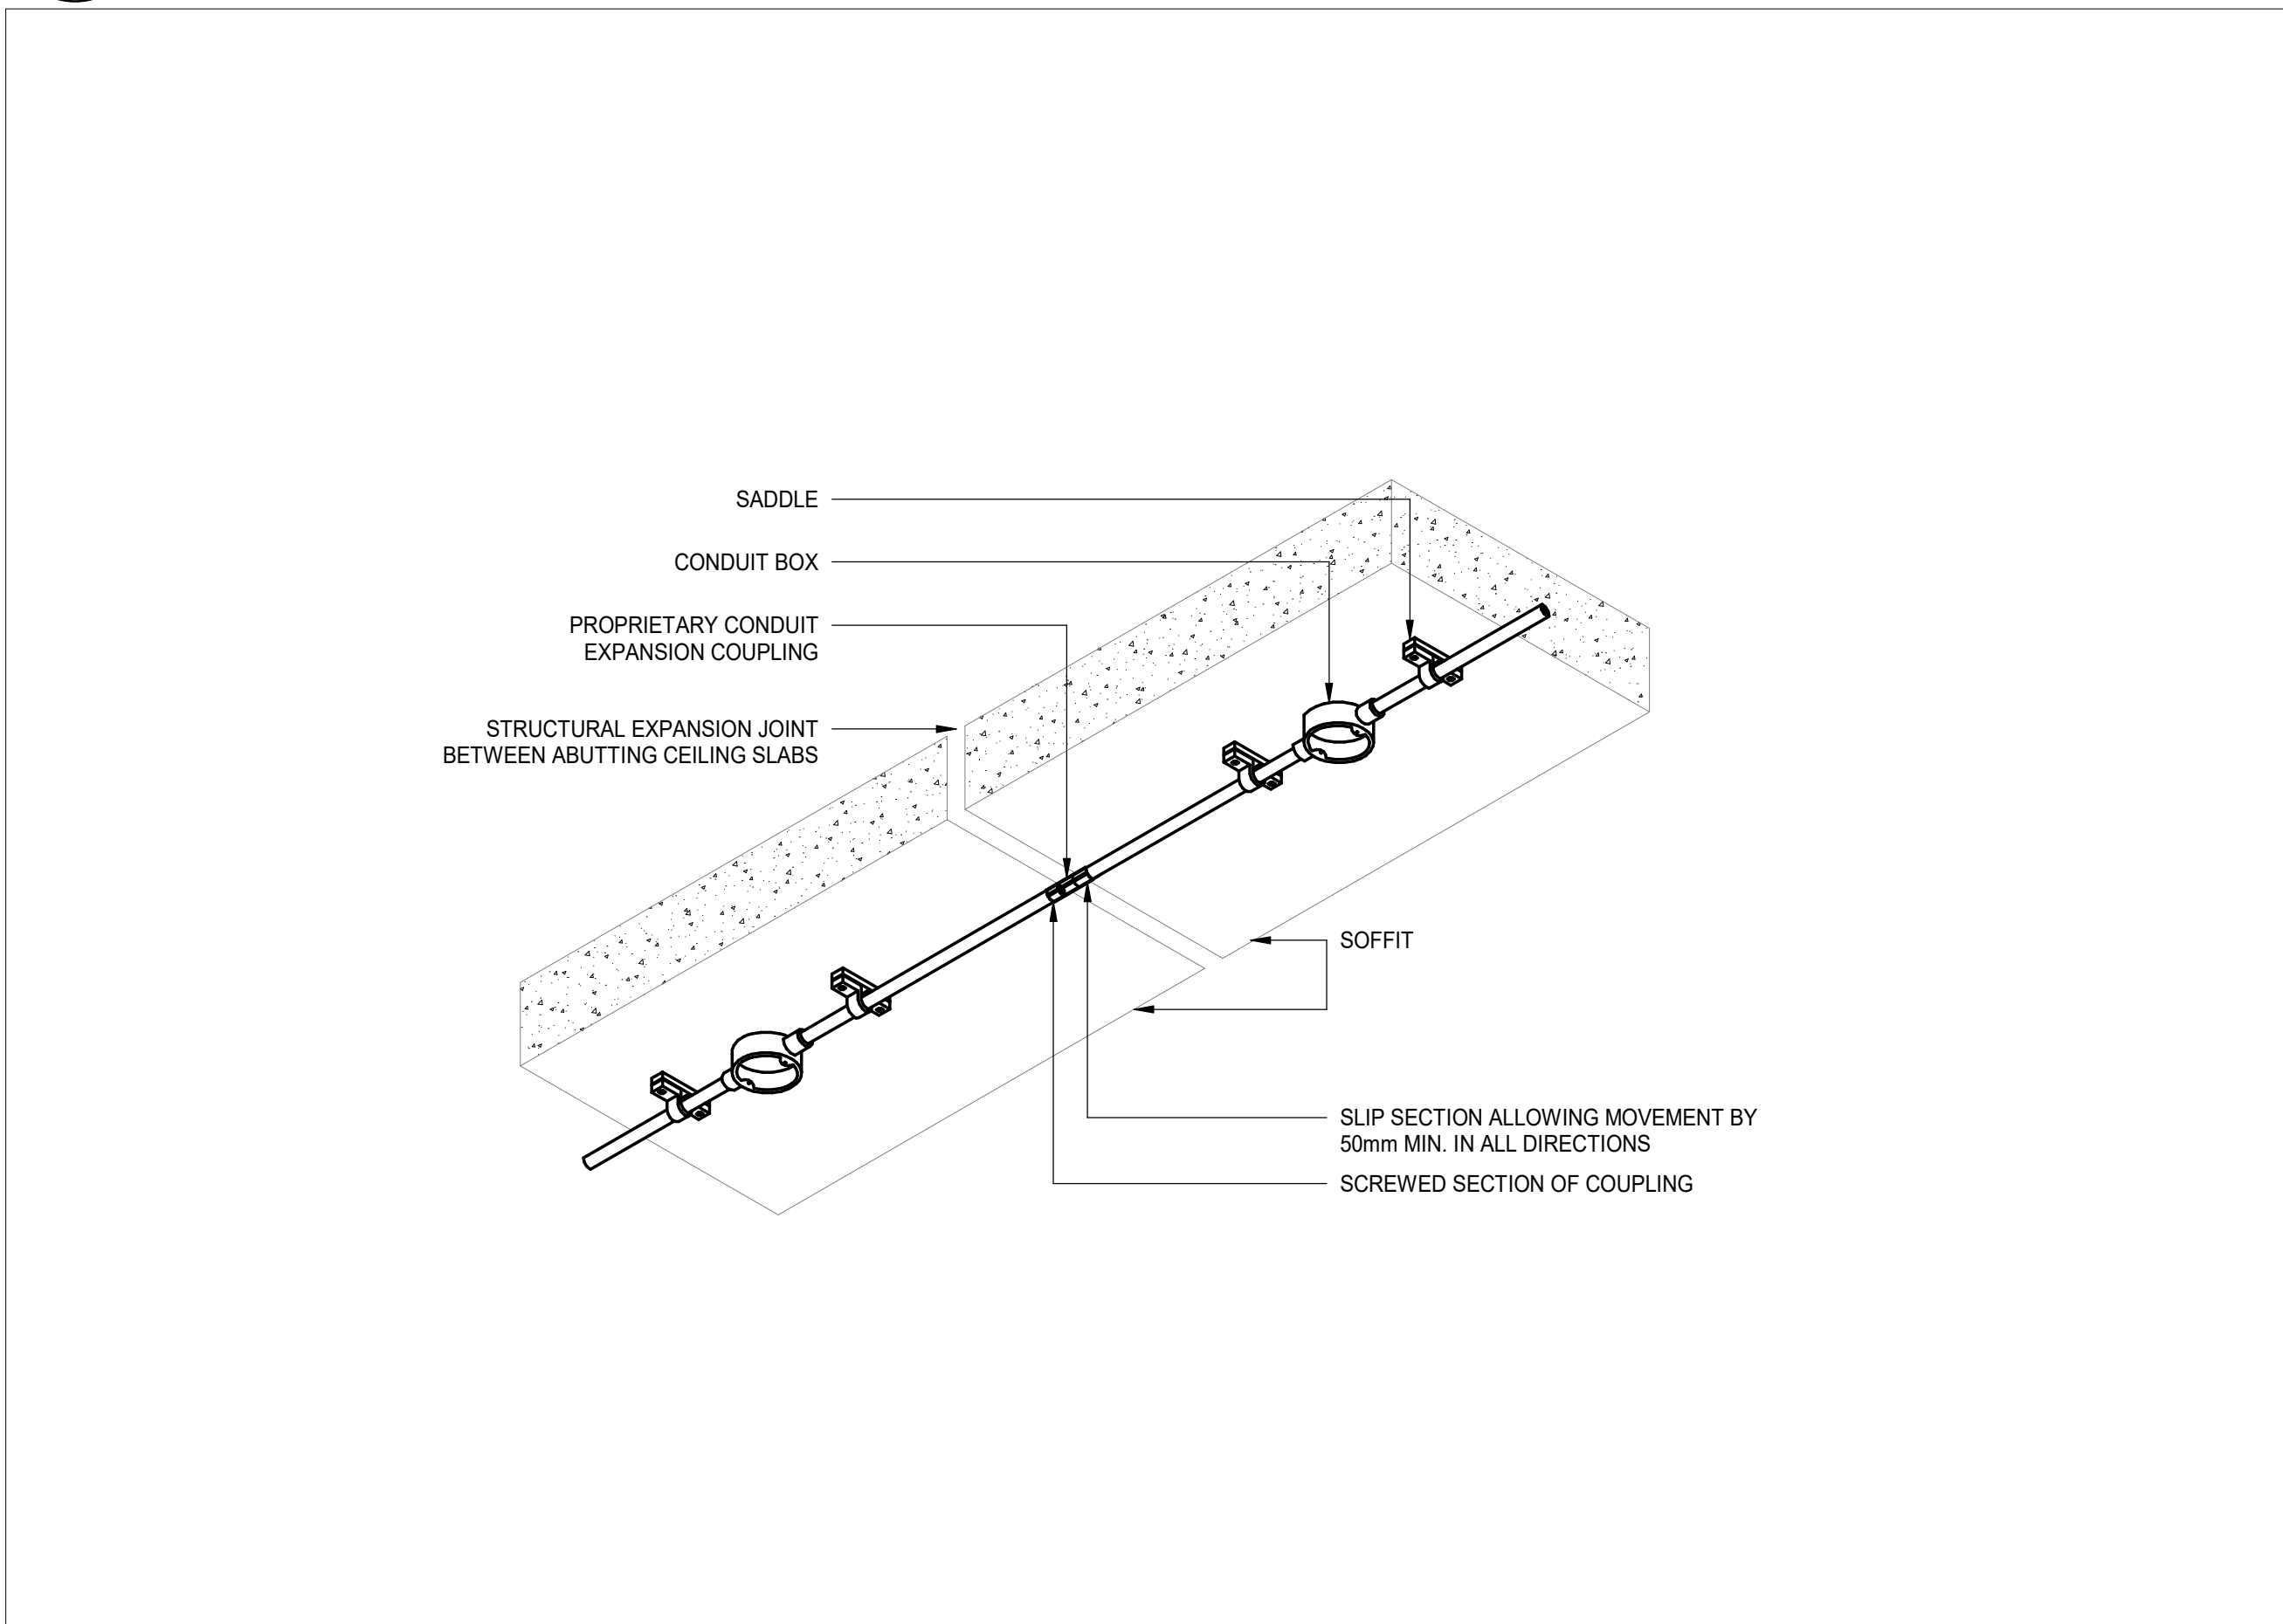 SADDLE
CONDUIT BOX
PROPRIETARY CONDUIT
EXPANSION COUPLING
STRUCTURAL EXPANSION JOINT
BETWEEN ABUTTING CEILING SLABS
SOFFIT
SLIP SECTION ALLOWING MOVEMENT BY
50mm MIN. IN ALL DIRECTIONS
SCREWED SECTION OF COUPLING